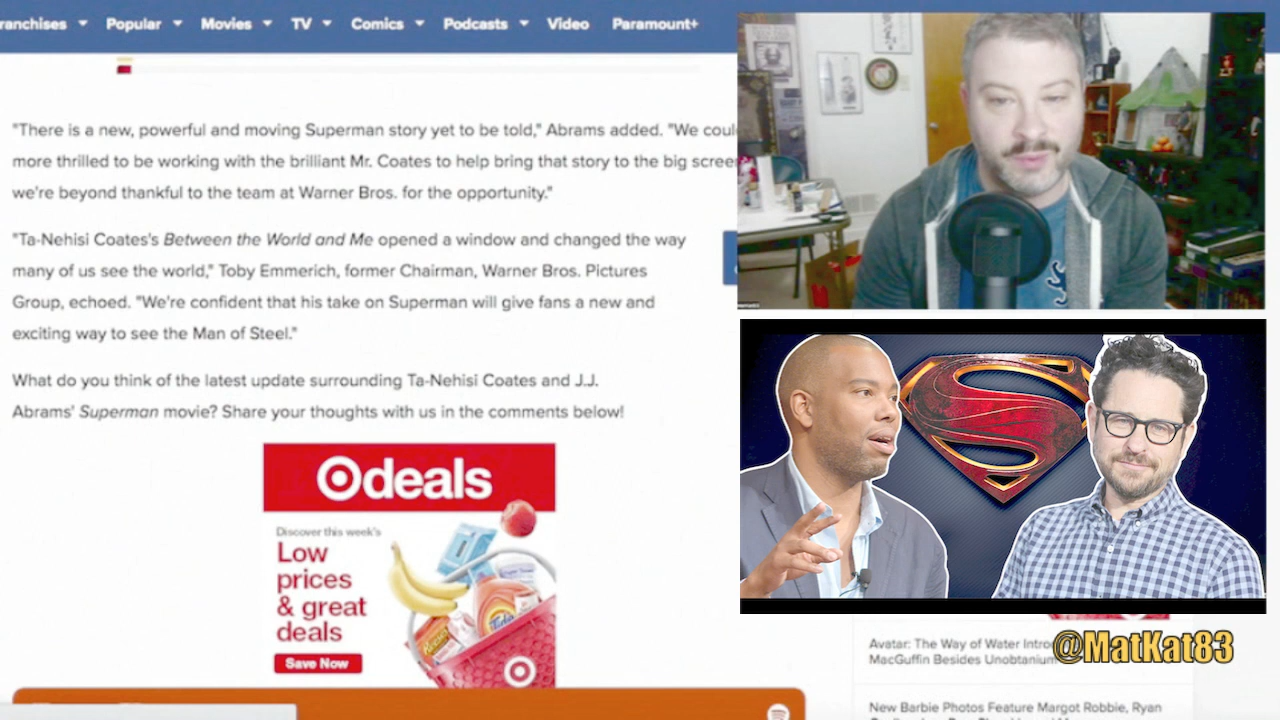 ranchises Popular Movies TV Comics Podcasts Video Paramount+
"There is a new, powerful and moving Superman story yet to be told," Abrams added. "We coul
more thrilled to be working with the brilliant Mr. Coates to help bring that story to the big scree
we're beyond thankful to the team at Warner Bros. for the opportunity."
"Ta-Nehisi Coates's Between the World and Me opened a window and changed the way
many of us see the world," Toby Emmerich, former Chairman, Warner Bros. Pictures
Group, echoed. "We're confident that his take on Superman will give fans a new and
exciting way to see the Man of Steel."
What do you think of the latest update surrounding Ta-Nehisi Coates and J.J.
Abrams' Superman movie? Share your thoughts with us in the comments below!
deals
Discover this week's
Low
prices
& great
deals
Save Now
Tide
S
Avatar: The Way of Water Intro
MacGuffin Besides Unobtanium
@MatKat83
New Barbie Photos Feature Margot Robbie, Ryan